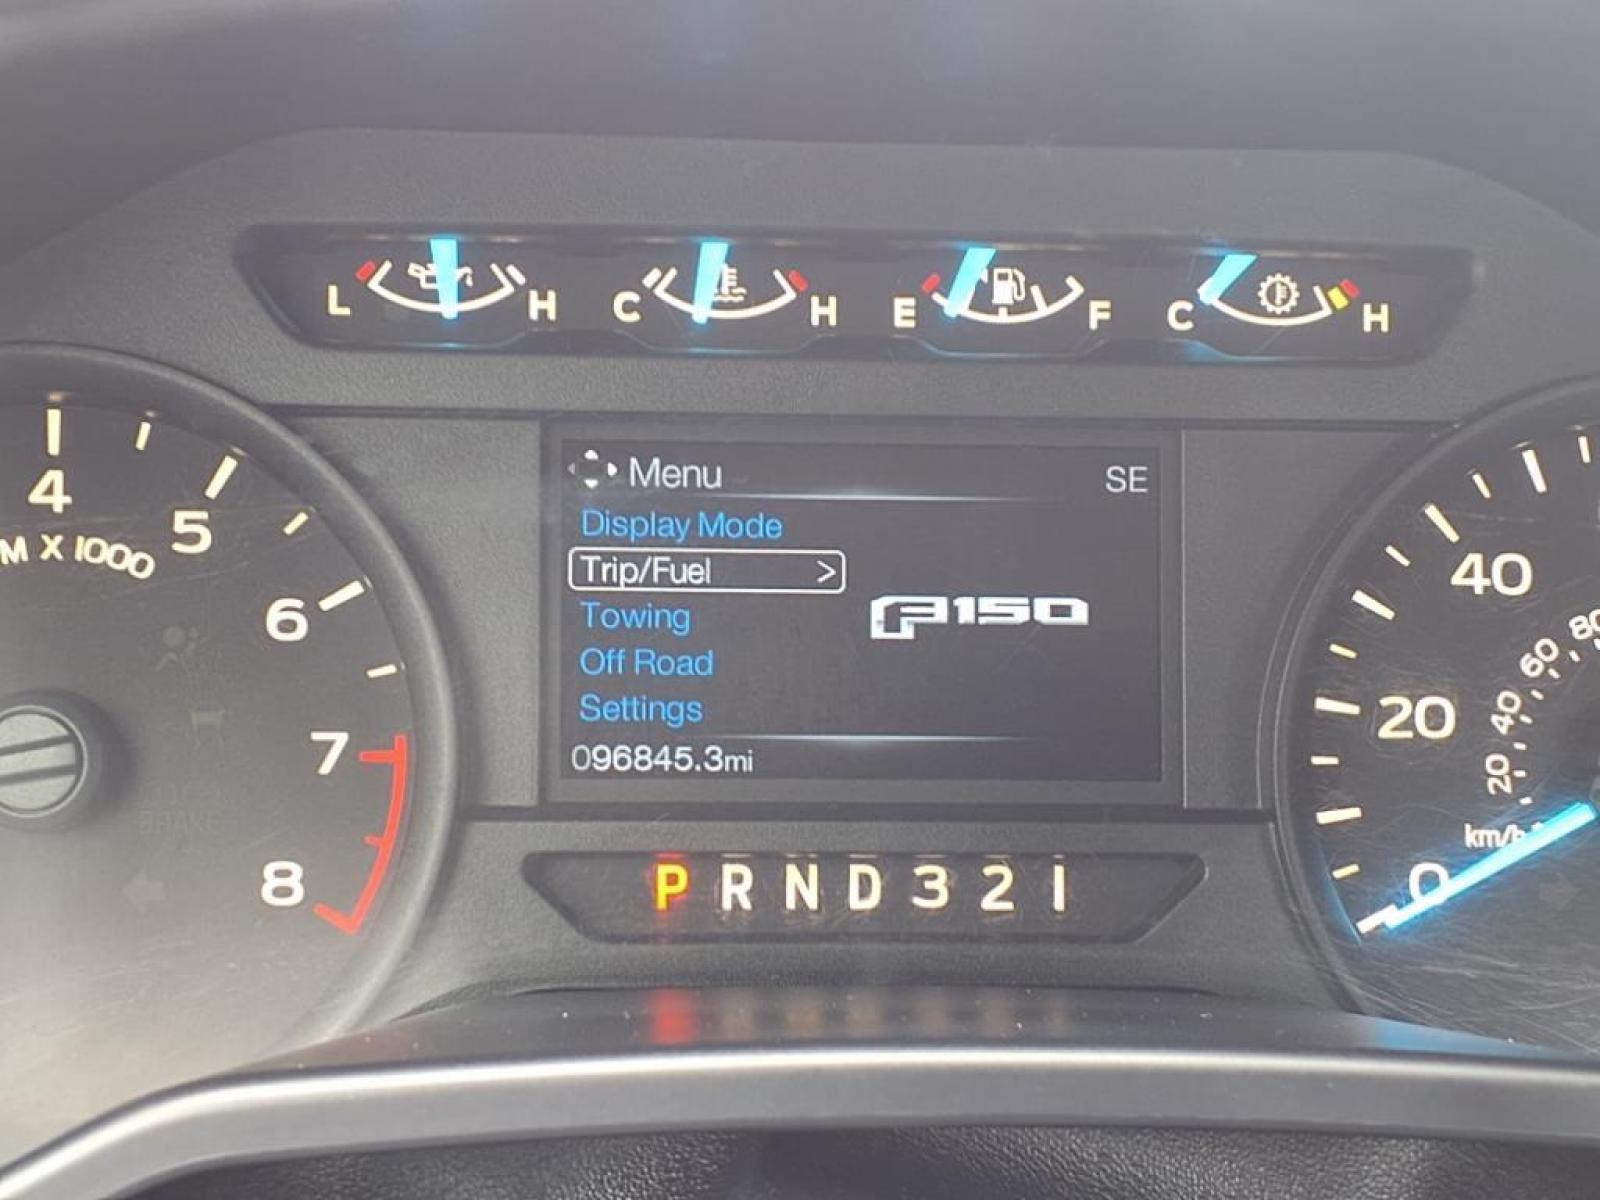 L H C H E F C H
4
5
M X 1000
6
7
8
Menu SE
Display Mode
Trip/Fuel >
Towing
Off Road
Settings
F150
096845.3mi
P R N D 3 2 1
BRAKE
40
20
0
80
60
40
20
km/h